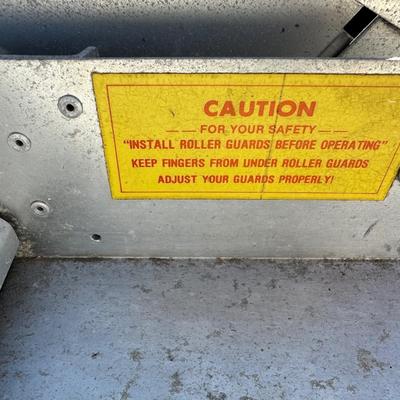 CAUTION
— — FOR YOUR SAFETY — —
"INSTALL ROLLER GUARDS BEFORE OPERATING"
KEEP FINGERS FROM UNDER ROLLER GUARDS
ADJUST YOUR GUARDS PROPERLY!